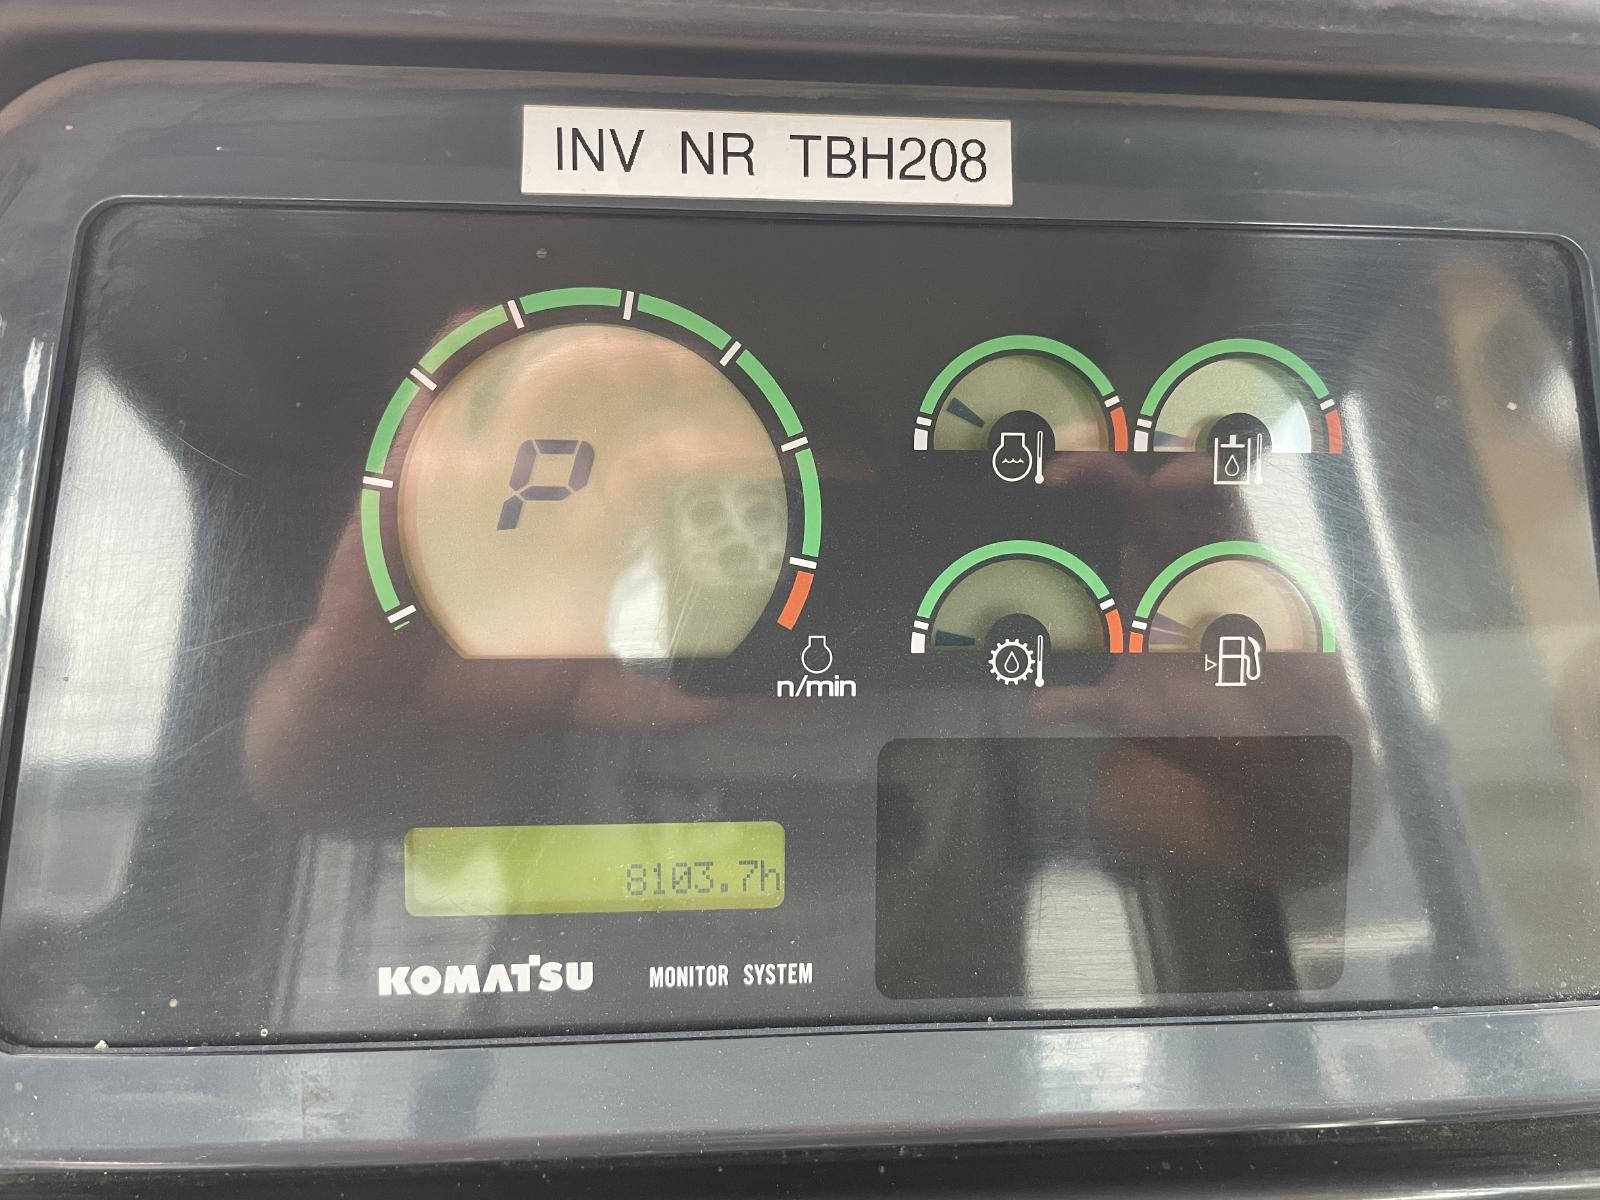 INV NR TBH208
P
n/min
8103.7h
KOMATSU MONITOR SYSTEM